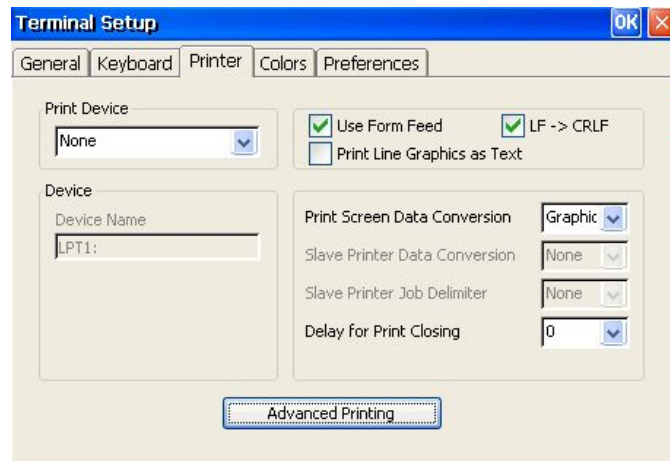 Terminal Setup OK
General Keyboard Printer Colors Preferences
Print Device
None
Use Form Feed LF -> CRLF
Print Line Graphics as Text
Device
Device Name
LPT1:
Print Screen Data Conversion Graphic
Slave Printer Data Conversion None
Slave Printer Job Delimiter None
Delay for Print Closing 0
Advanced Printing